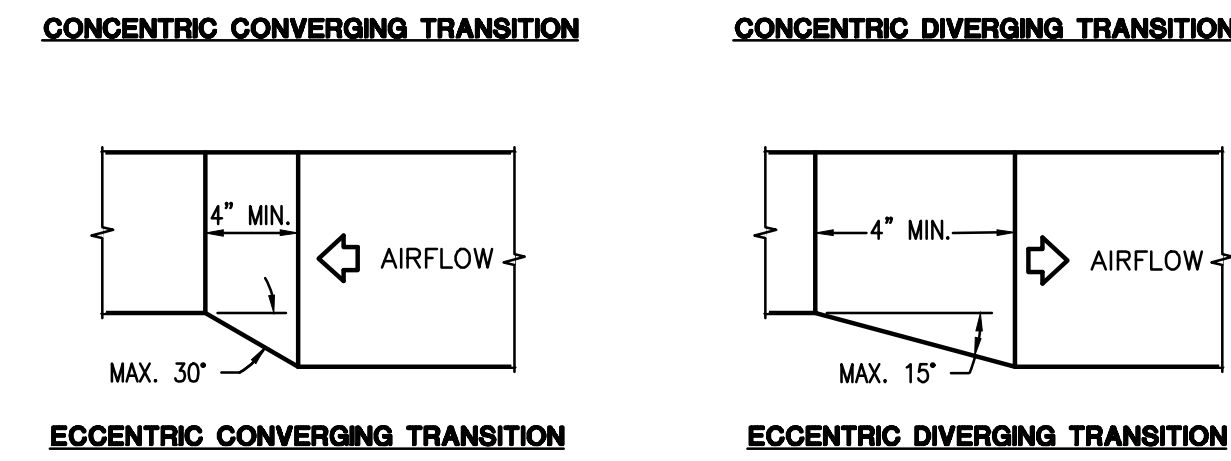 CONCENTRIC CONVERGING TRANSITION
CONCENTRIC DIVERGING TRANSITION
4” MIN.
AIRFLOW
MAX. 30°
ECCENTRIC CONVERGING TRANSITION
4” MIN.
AIRFLOW
MAX. 15°
ECCENTRIC DIVERGING TRANSITION